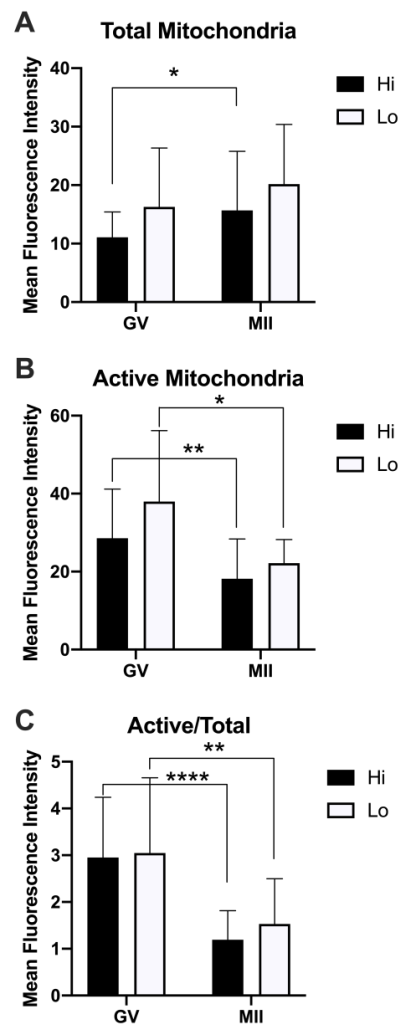 A
Total Mitochondria
Mean Fluorescence Intensity
40
30
20
10
0
*
GV
MII
Hi
Lo
B
Active Mitochondria
Mean Fluorescence Intensity
60
40
20
0
*
**
GV
MII
Hi
Lo
C
Active/Total
Mean Fluorescence Intensity
5
4
3
2
1
0
**
****
GV
MII
Hi
Lo